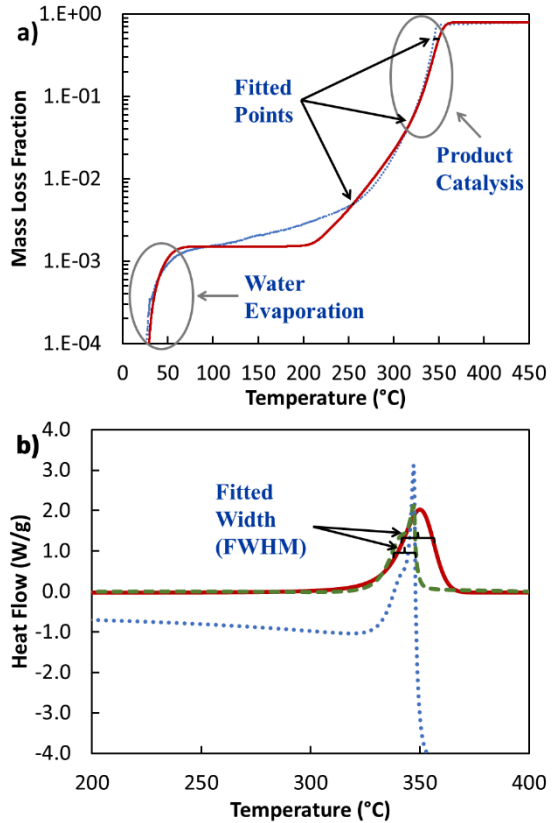 a)
1.E+00
1.E-01
1.E-02
1.E-03
1.E-04
Mass Loss Fraction
Fitted
Points
Product
Catalysis
Water
Evaporation
0 50 100 150 200 250 300 350 400 450
Temperature (°C)
b)
4.0
3.0
2.0
1.0
0.0
-1.0
-2.0
-3.0
-4.0
Heat Flow (W/g)
Fitted
Width
(FWHM)
200 250 300 350 400
Temperature (°C)